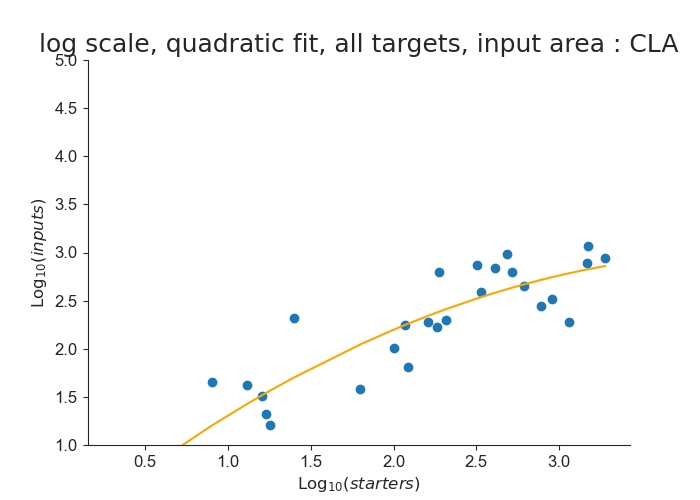 log scale, quadratic fit, all targets, input area : CLA
5.0
4.5
4.0
3.5
3.0
2.5
2.0
1.5
1.0
Log₁₀(inputs)
0.5 1.0 1.5 2.0 2.5 3.0
Log₁₀(starters)